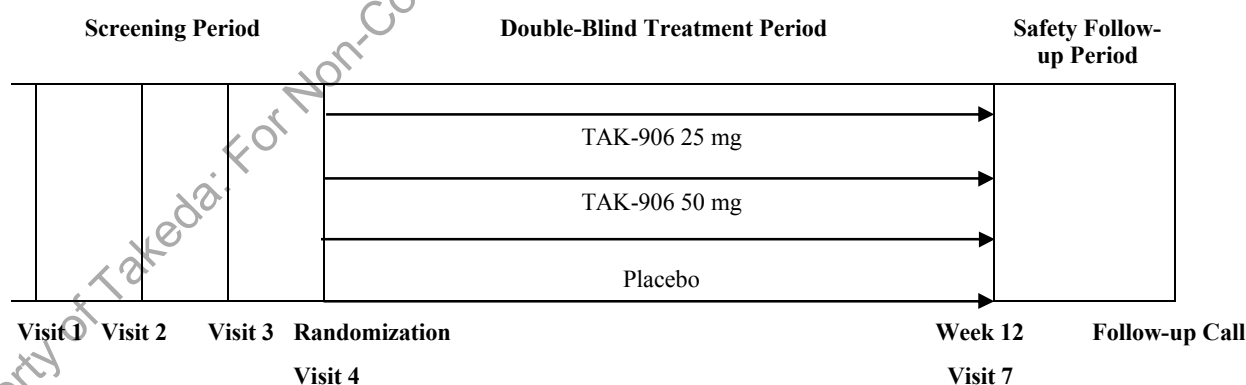 Screening Period Double-Blind Treatment Period Safety Follow-
up Period
TAK-906 25 mg
TAK-906 50 mg
Placebo
Visit 1 Visit 2 Visit 3 Randomization Week 12 Follow-up Call
Visit 4 Visit 7
erty of Takeda: For Non-Co